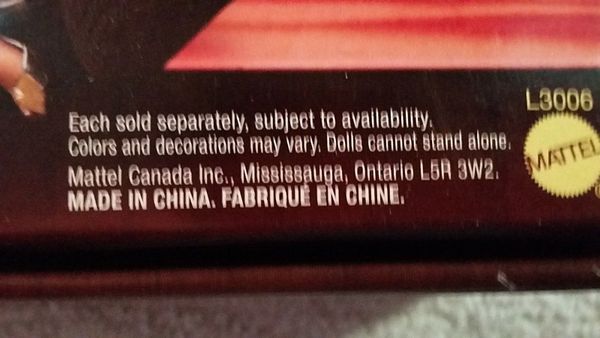 L3006
Each sold separately, subject to availability.
Colors and decorations may vary. Dolls cannot stand alone.
MATTEL
Mattel Canada Inc., Mississauga, Ontario L5R 3W2.
MADE IN CHINA. FABRIQUÉ EN CHINE.